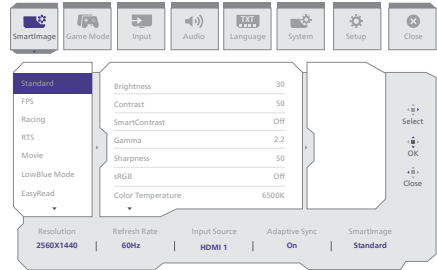 SmartImage
Game Mode
Input
Audio
TXT
Language
System
Setup
Close
Standard
FPS
Racing
RTS
Movie
LowBlue Mode
EasyRead
Brightness 30
Contrast 50
SmartContrast Off
Gamma 2.2
Sharpness 50
sRGB Off
Color Temperature 6500K
Select
OK
Close
Resolution Refresh Rate Input Source Adaptive Sync SmartImage
2560X1440 | 60Hz | HDMI 1 | On | Standard